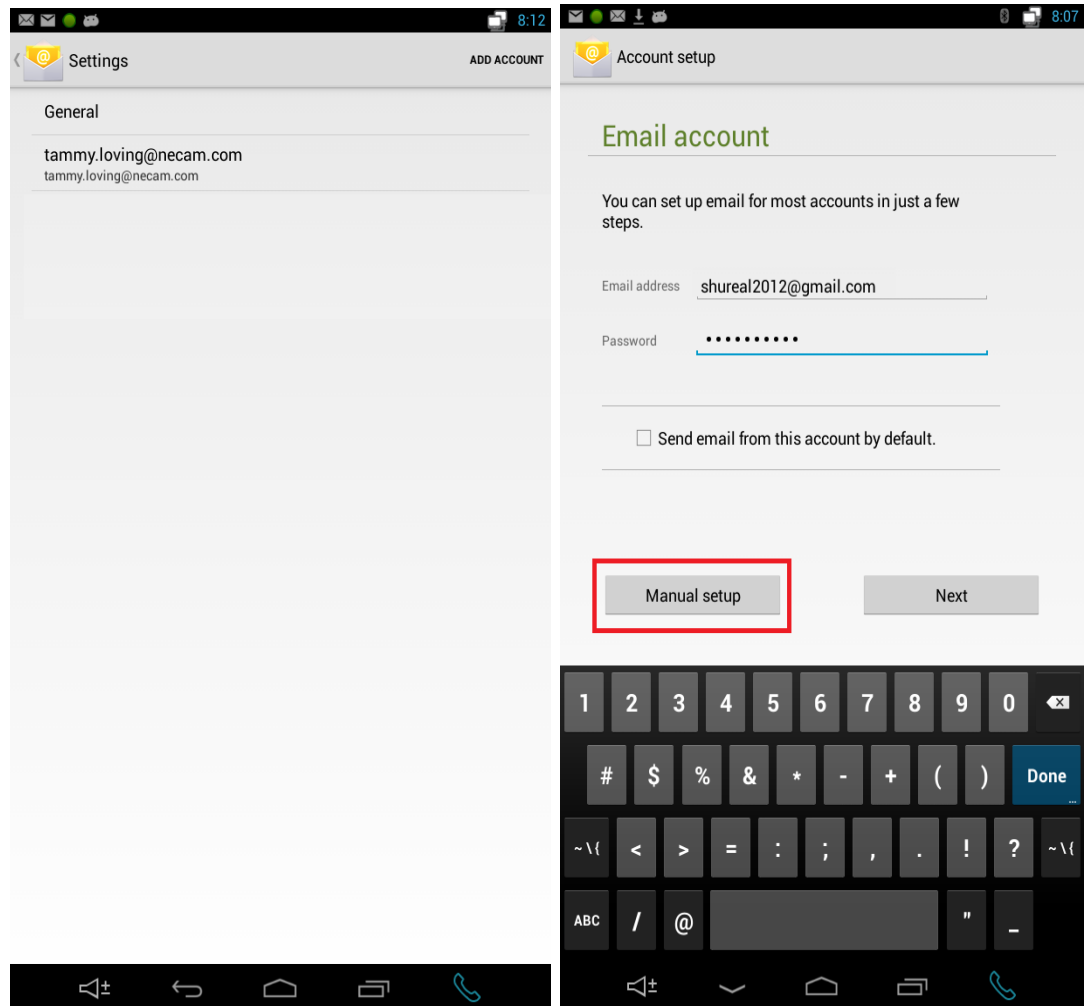 8:12
Settings
ADD ACCOUNT
General
tammy.loving@necam.com
tammy.loving@necam.com
8:07
Account setup
Email account
You can set up email for most accounts in just a few
steps.
Email address shureal2012@gmail.com
Password ••••••••••
Send email from this account by default.
Manual setup
Next
1 2 3 4 5 6 7 8 9 0
# $ % & * - + ( ) Done
...
~ \ { < > = : ; , . ! ? ~ \ {
ABC / @ " _